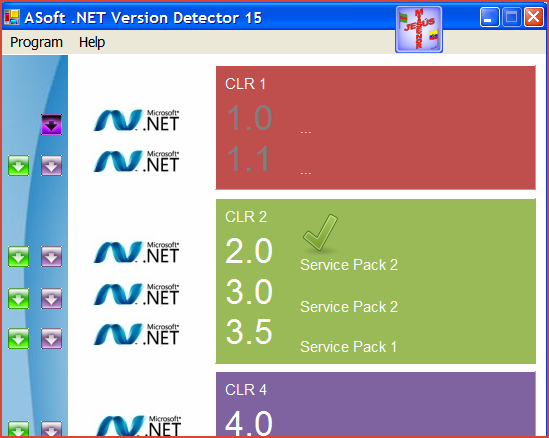 ASoft .NET Version Detector 15
Program Help
JESÚS
MILENE
CLR 1
Microsoft®
.NET
1.0 ...
Microsoft®
.NET
1.1 ...
CLR 2
Microsoft®
.NET
2.0 Service Pack 2
Microsoft®
.NET
3.0 Service Pack 2
Microsoft®
.NET
3.5 Service Pack 1
CLR 4
Microsoft®
.NET
4.0